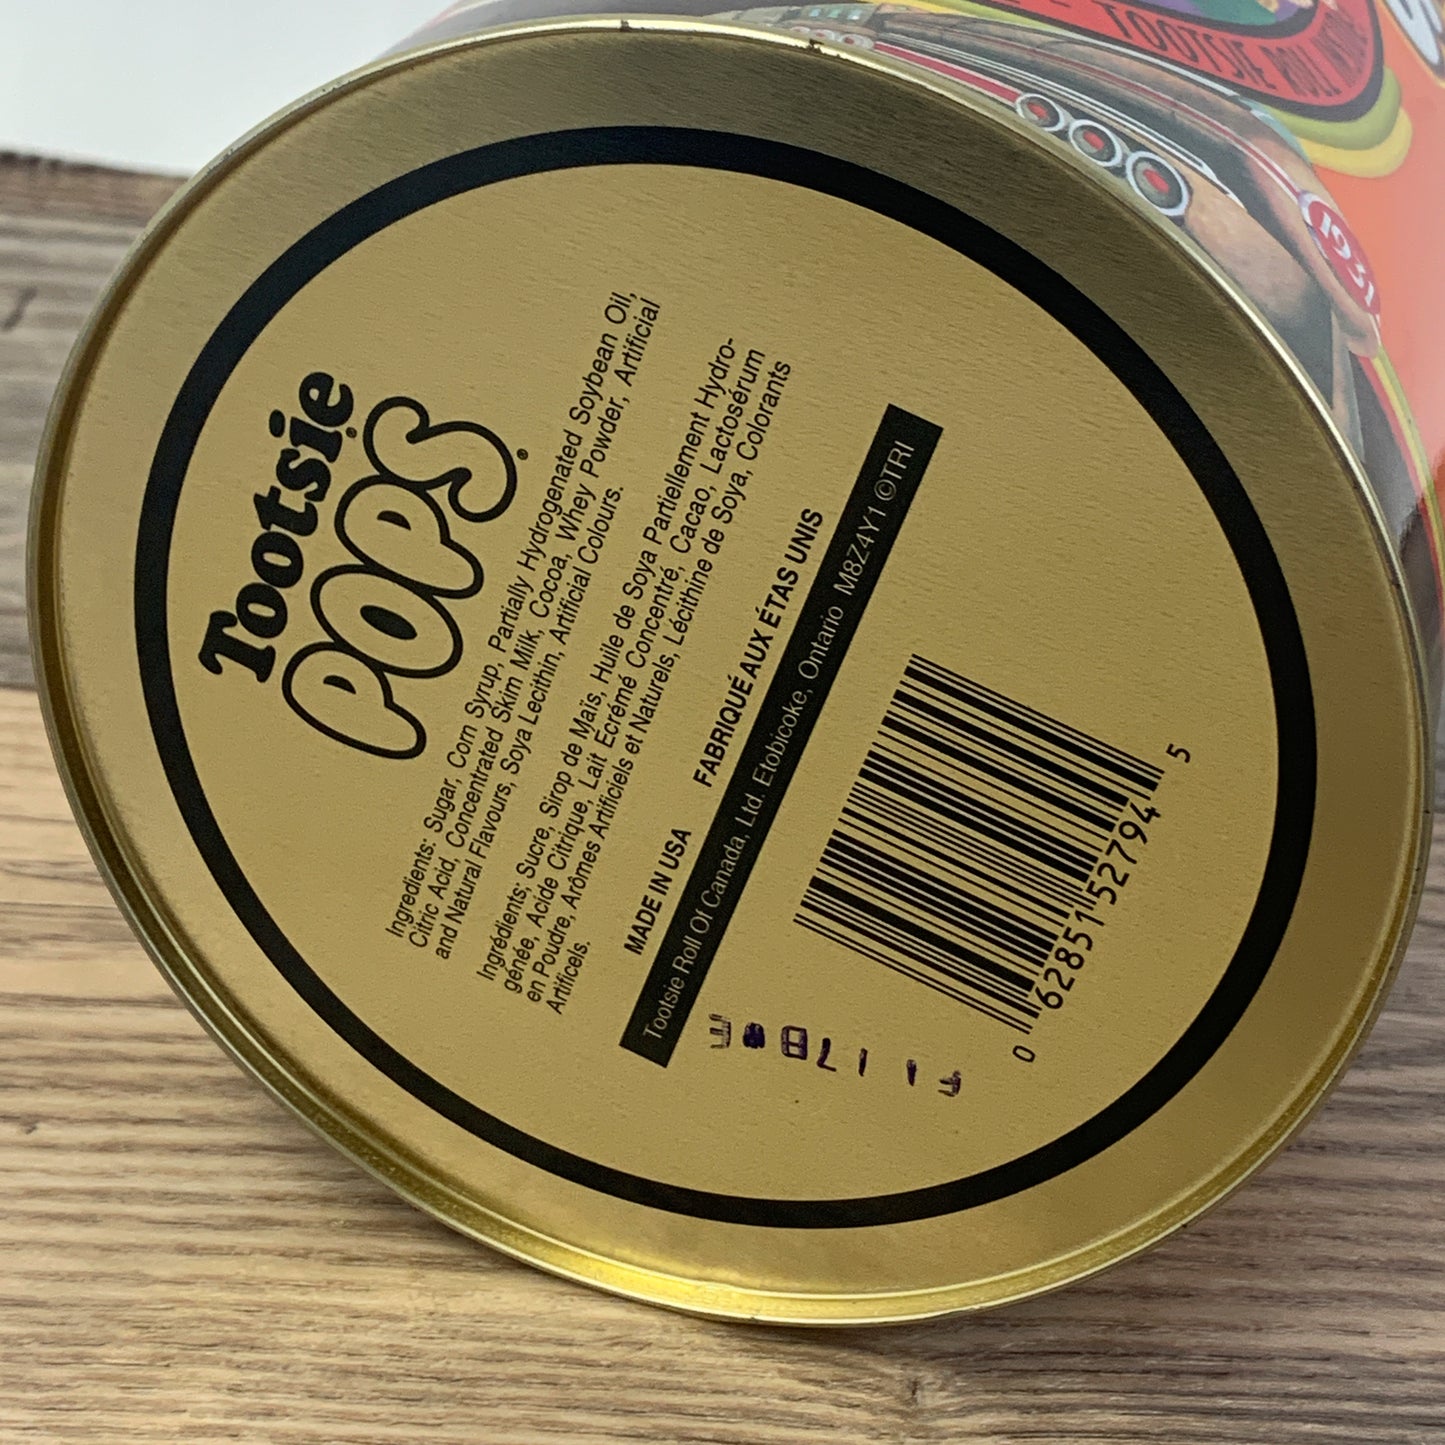 Tootsie®
POPS®
Ingredients: Sugar, Corn Syrup, Partially Hydrogenated Soybean Oil,
Citric Acid, Concentrated Skim Milk, Cocoa, Whey Powder, Artificial
and Natural Flavours, Soya Lecithin, Artificial Colours.
Ingrédients; Sucre, Sirop de Maïs, Huile de Soya Partiellement Hydro-
génée, Acide Citrique, Lait Ecrémé Concentré, Cacao, Lactosérum
en Poudre, Arômes Artificiels et Naturels, Lécithine de Soya, Colorants
Artificels.
MADE IN USA FABRIQUÉ AUX ÉTAS UNIS
Tootsie Roll Of Canada, Ltd. Etobicoke, Ontario M8Z4Y1 ©TRI
0 62851 52794 5
TOOTSIE ROLL INSIDE
1931